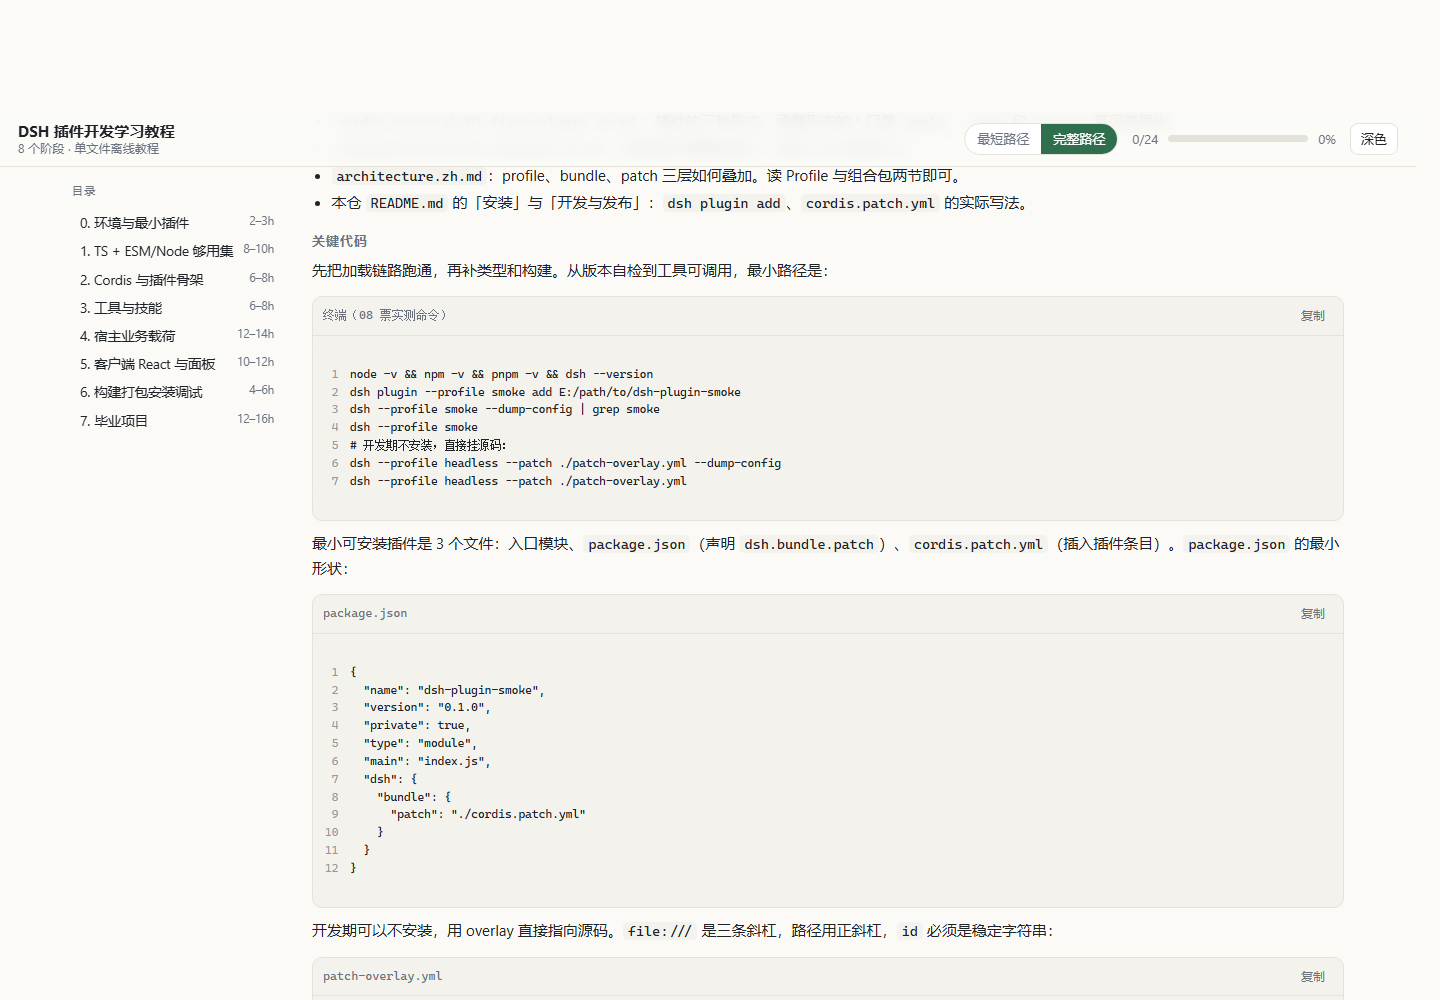 DSH 插件开发学习教程
8 个阶段 · 单文件离线教程
最短路径
完整路径
0/24
0%
深色
目录
0. 环境与最小插件 2–3h
1. TS + ESM/Node 够用集 8–10h
2. Cordis 与插件骨架 6–8h
3. 工具与技能 6–8h
4. 宿主业务载荷 12–14h
5. 客户端 React 与面板 10–12h
6. 构建打包安装调试 4–6h
7. 毕业项目 12–16h
• architecture.zh.md：profile、bundle、patch 三层如何叠加。读 Profile 与组合包两节即可。
• 本仓 README.md 的「安装」与「开发与发布」：dsh plugin add、cordis.patch.yml 的实际写法。
关键代码
先把加载链路跑通，再补类型和构建。从版本自检到工具可调用，最小路径是：
终端（08 票实测命令）
复制
1 node -v && npm -v && pnpm -v && dsh --version
2 dsh plugin --profile smoke add E:/path/to/dsh-plugin-smoke
3 dsh --profile smoke --dump-config | grep smoke
4 dsh --profile smoke
5 # 开发期不安装，直接挂源码：
6 dsh --profile headless --patch ./patch-overlay.yml --dump-config
7 dsh --profile headless --patch ./patch-overlay.yml
最小可安装插件是 3 个文件：入口模块、package.json（声明 dsh.bundle.patch）、cordis.patch.yml（插入插件条目）。package.json 的最小
形状：
package.json
复制
1 {
2   "name": "dsh-plugin-smoke",
3   "version": "0.1.0",
4   "private": true,
5   "type": "module",
6   "main": "index.js",
7   "dsh": {
8     "bundle": {
9       "patch": "./cordis.patch.yml"
10     }
11   }
12 }
开发期可以不安装，用 overlay 直接指向源码。file:/// 是三条斜杠，路径用正斜杠，id 必须是稳定字符串：
patch-overlay.yml
复制